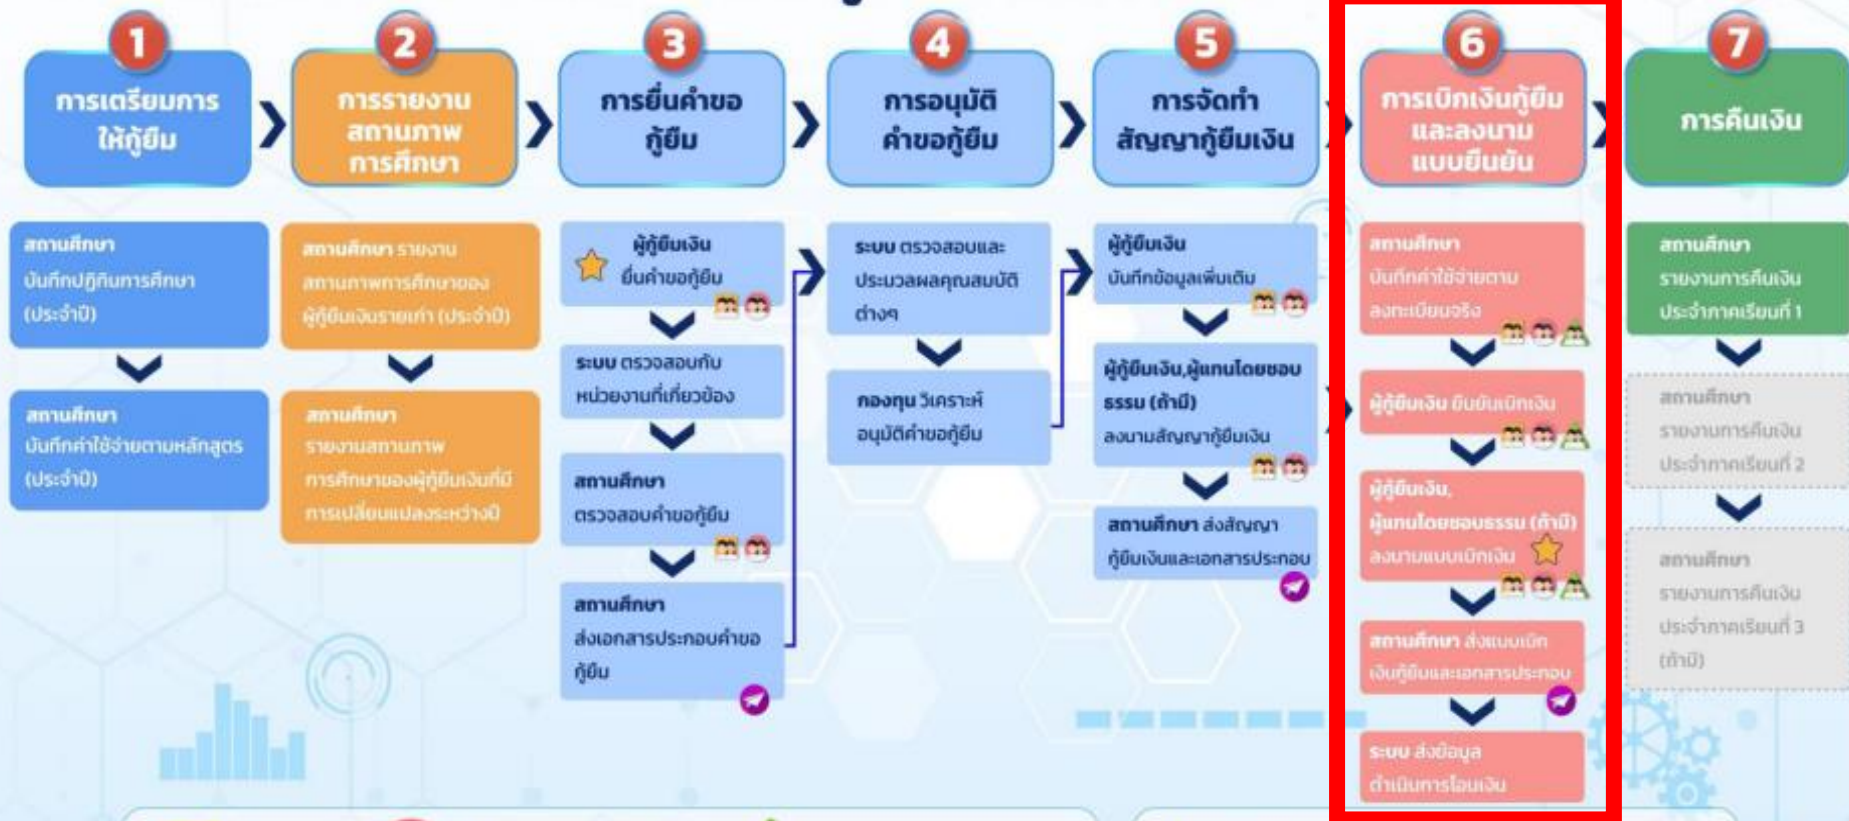 1
การเตรียมการ
ให้กู้ยืม
2
การรายงาน
สถานภาพ
การศึกษา
3
การยื่นคำขอ
กู้ยืม
4
การอนุมัติ
คำขอกู้ยืม
5
การจัดทำ
สัญญากู้ยืมเงิน
6
การเบิกเงินกู้ยืม
และลงนาม
แบบยืนยัน
7
การคืนเงิน
สถานศึกษา
บันทึกปฏิทินการศึกษา
(ประจำปี)
สถานศึกษา
บันทึกค่าใช้จ่ายตามหลักสูตร
(ประจำปี)
สถานศึกษา รายงาน
สถานภาพการศึกษาของ
ผู้กู้ยืมเงินรายเก่า (ประจำปี)
สถานศึกษา
รายงานสถานภาพ
การศึกษาของผู้กู้ยืมเงินที่มี
การเปลี่ยนแปลงระหว่างปี
ผู้กู้ยืมเงิน
ยื่นคำขอกู้ยืม
ระบบ ตรวจสอบกับ
หน่วยงานที่เกี่ยวข้อง
สถานศึกษา
ตรวจสอบคำขอกู้ยืม
สถานศึกษา
ส่งเอกสารประกอบคำขอ
กู้ยืม
ระบบ ตรวจสอบและ
ประมวลผลคุณสมบัติ
ต่างๆ
กองทุน วิเคราะห์
อนุมัติคำขอกู้ยืม
ผู้กู้ยืมเงิน
บันทึกข้อมูลเพิ่มเติม
ผู้กู้ยืมเงิน,ผู้แทนโดยชอบ
ธรรม (ถ้ามี)
ลงนามสัญญากู้ยืมเงิน
สถานศึกษา ส่งสัญญา
กู้ยืมเงินและเอกสารประกอบ
สถานศึกษา
บันทึกค่าใช้จ่ายตาม
ลงทะเบียนจริง
ผู้กู้ยืมเงิน ยืนยันเบิกเงิน
ผู้กู้ยืมเงิน,
ผู้แทนโดยชอบธรรม (ถ้ามี)
ลงนามแบบเบิกเงิน
สถานศึกษา ส่งแบบเบิก
เงินกู้ยืมและเอกสารประกอบ
ระบบ ส่งข้อมูล
ดำเนินการโอนเงิน
สถานศึกษา
รายงานการคืนเงิน
ประจำภาคเรียนที่ 1
สถานศึกษา
รายงานการคืนเงิน
ประจำภาคเรียนที่ 2
สถานศึกษา
รายงานการคืนเงิน
ประจำภาคเรียนที่ 3
(ถ้ามี)